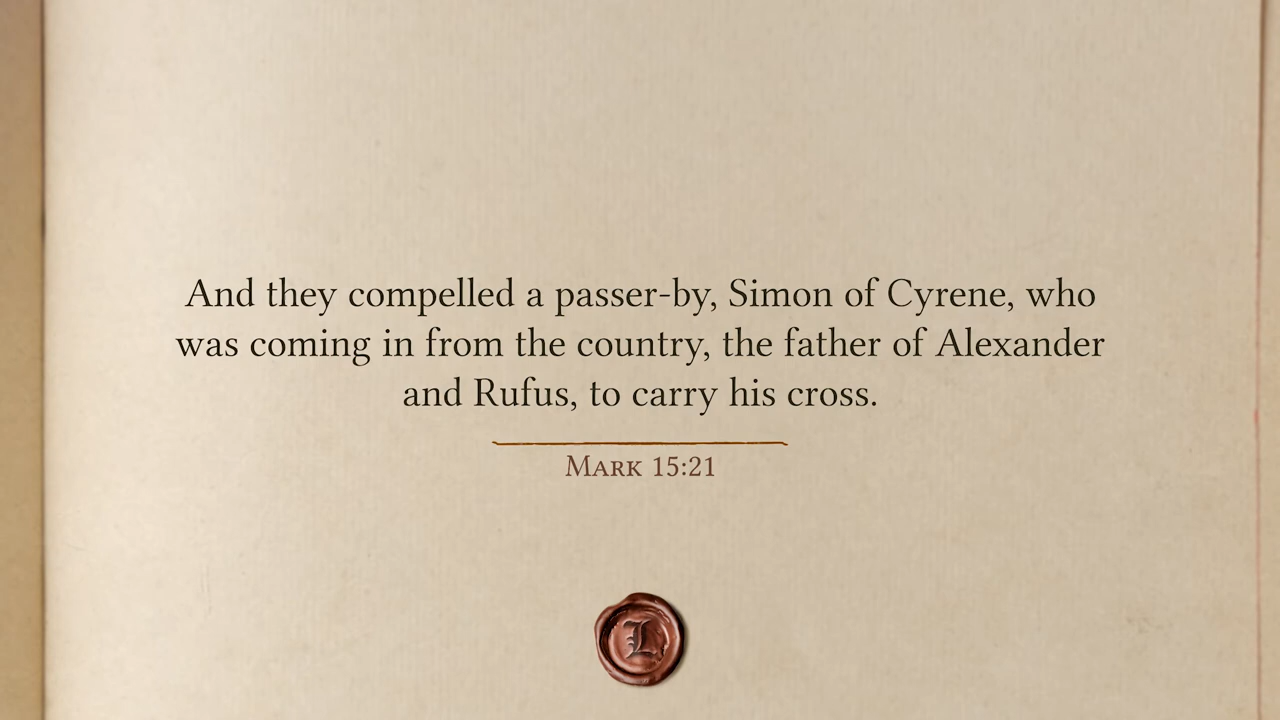 And they compelled a passer-by, Simon of Cyrene, who
was coming in from the country, the father of Alexander
and Rufus, to carry his cross.
Mark 15:21
L